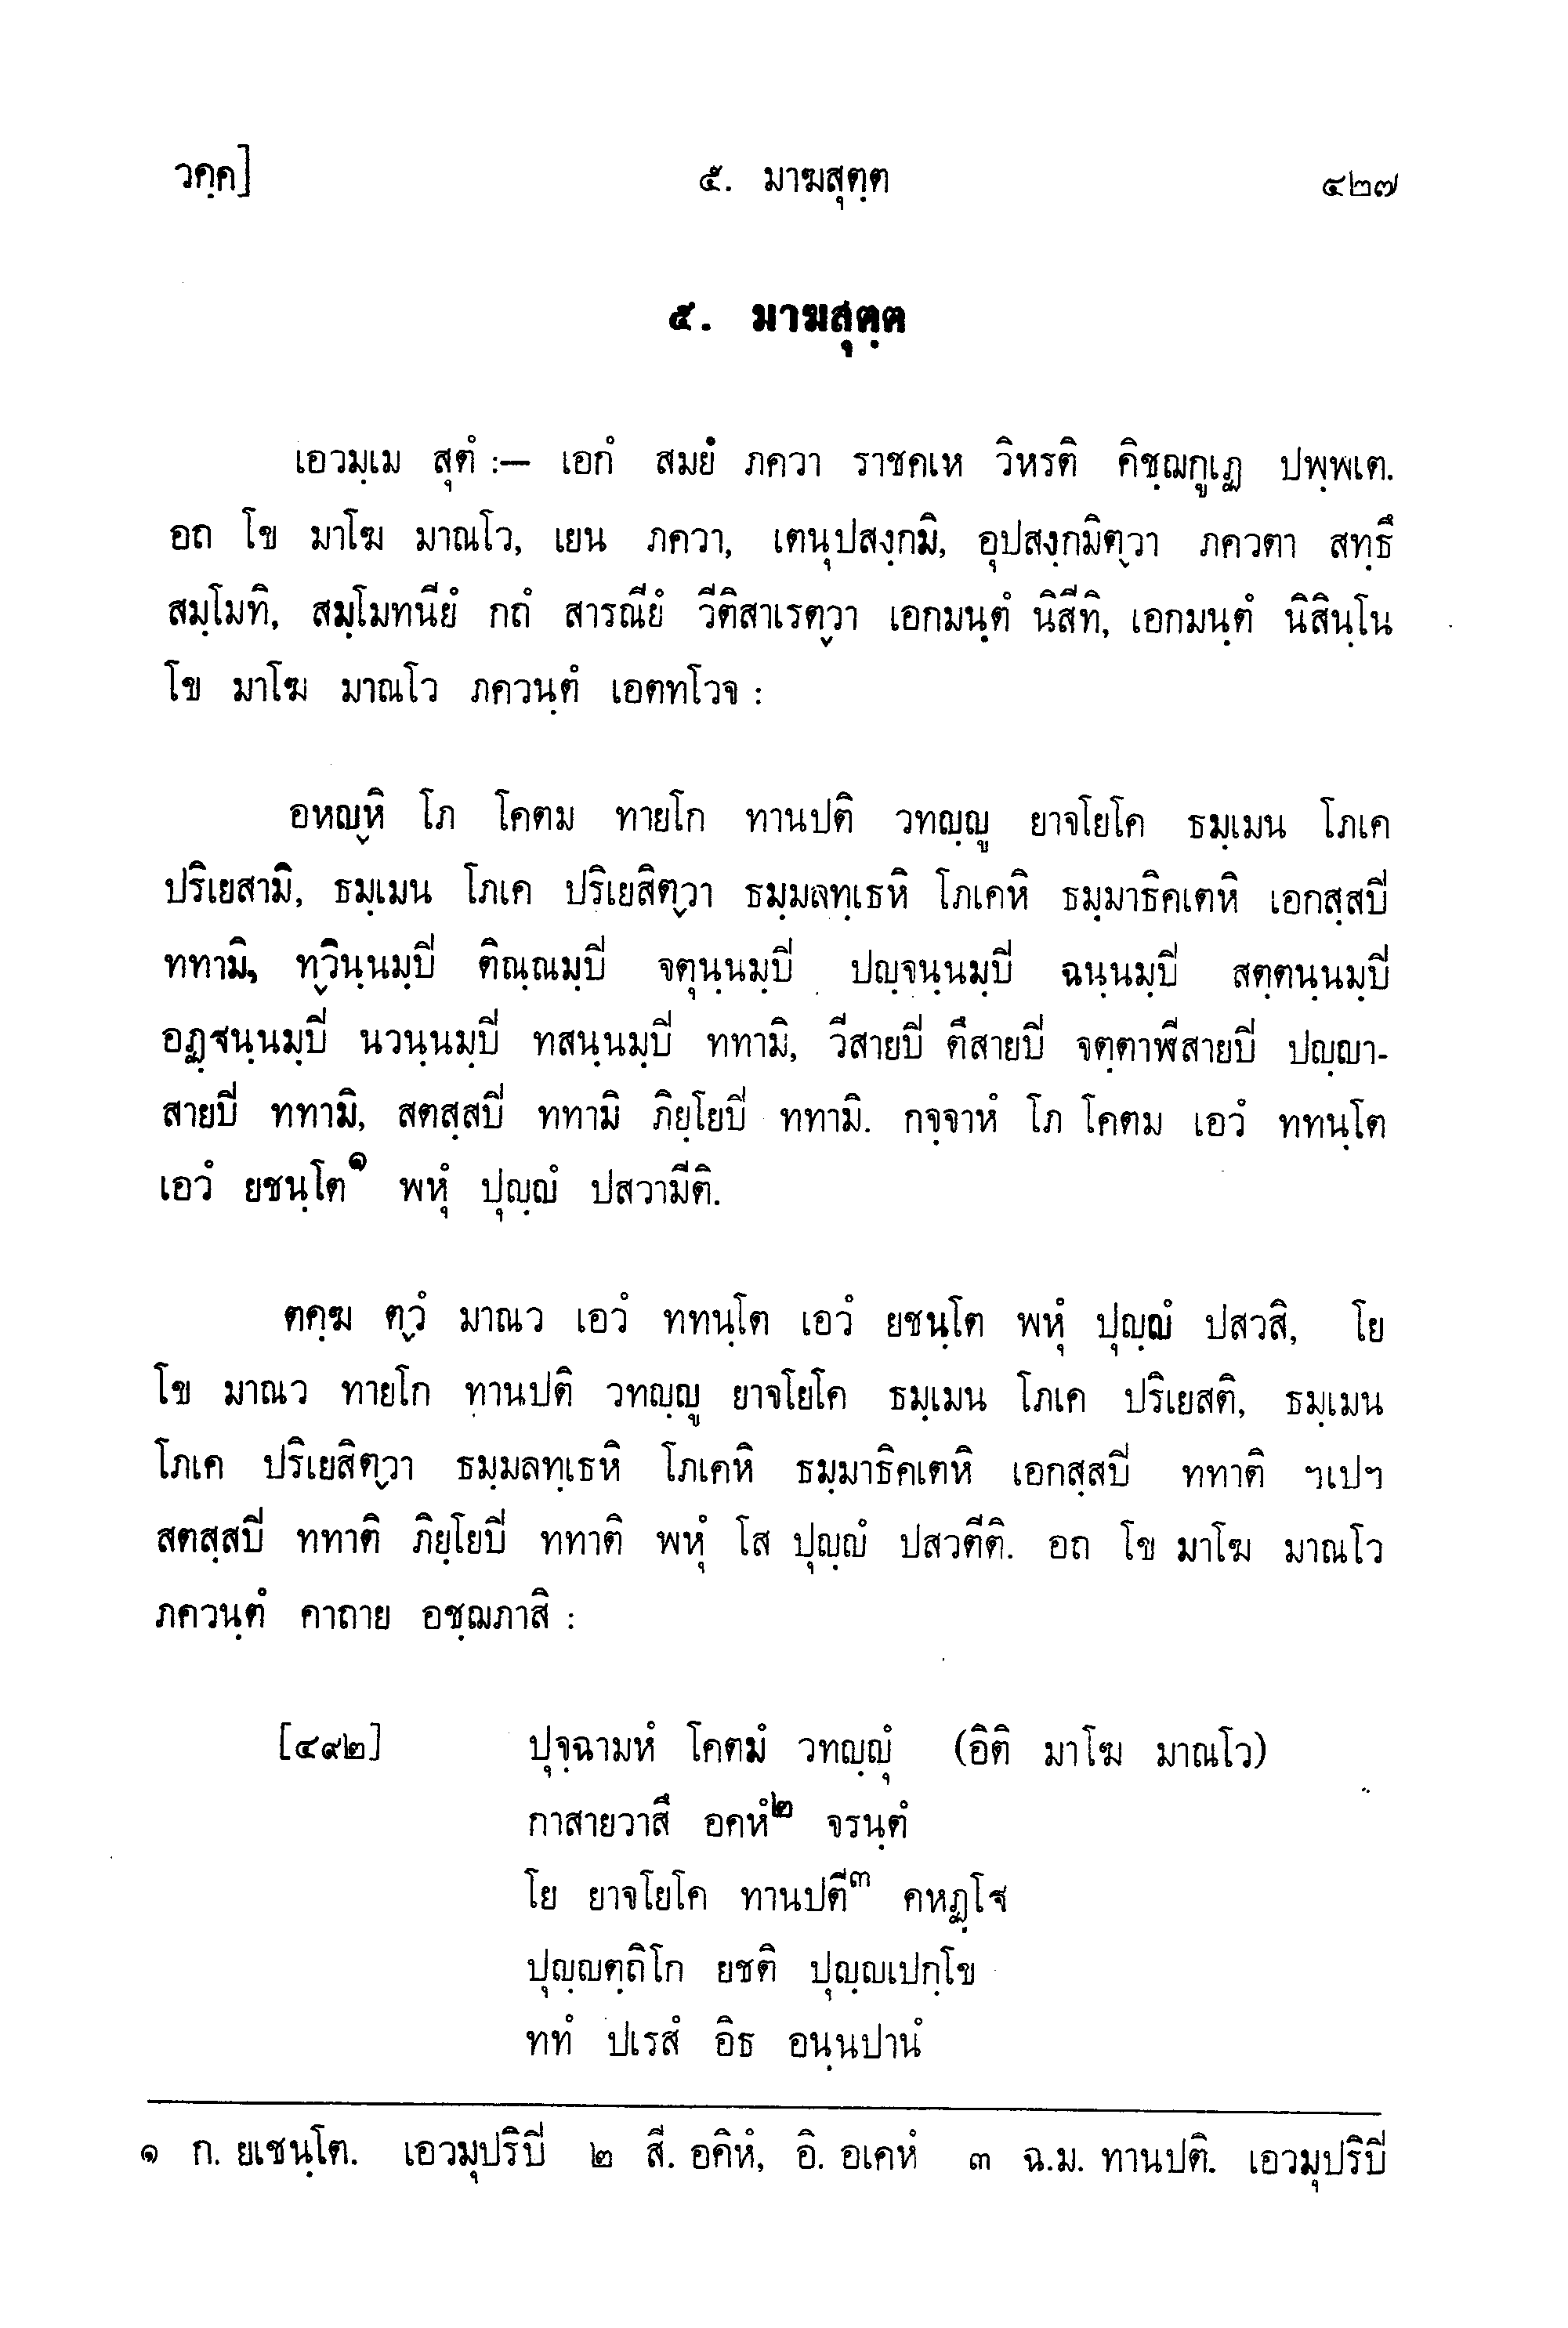 วคฺค]
๕. มาฆสุตฺต
๔๒๗
๕. มาฆสุตฺต
เอวมฺเม สุตํ :— เอกํ สมยํ ภควา ราชคเห วิหรติ คิชฺฌกูเฏ ปพฺพเต.
อถ โข มาโฆ มาณโว, เยน ภควา, เตนุปสงฺกมิ, อุปสงฺกมิตฺวา ภควตา สทฺธึ
สมฺโมทิ, สมฺโมทนียํ กถํ สารณียํ วีติสาเรตฺวา เอกมนฺตํ นิสีทิ, เอกมนฺตํ นิสินฺโน
โข มาโฆ มาณโว ภควนฺตํ เอตทโวจ :
อหญฺหิ โภ โคตม ทายโก ทานปติ วทญฺญู ยาจโยโค ธมฺเมน โภเค
ปริเยสามิ, ธมฺเมน โภเค ปริเยสิตฺวา ธมฺมลทฺเธหิ โภเคหิ ธมฺมาธิคเตหิ เอกสฺสปิ
ททามิ, ทฺวินฺนมฺปิ ติณฺณมฺปิ จตุนฺนมฺปิ ปญฺจนฺนมฺปิ ฉนฺนมฺปิ สตฺตนฺนมฺปิ
อฏฺฐนฺนมฺปิ นวนฺนมฺปิ ทสนฺนมฺปิ ททามิ, วีสายปิ ตึสายปิ จตฺตาฬีสายปิ ปญฺญา-
สายปิ ททามิ, สตสฺสปิ ททามิ ภิยฺโยปิ ททามิ. กจฺจาหํ โภ โคตม เอวํ ททนฺโต
เอวํ ยชนฺโต๑ พหุํ ปุญฺญํ ปสวามีติ.
ตคฺฆ ตฺวํ มาณว เอวํ ททนฺโต เอวํ ยชนฺโต พหุํ ปุญฺญํ ปสวสิ, โย
โข มาณว ทายโก ทานปติ วทญฺญู ยาจโยโค ธมฺเมน โภเค ปริเยสติ, ธมฺเมน
โภเค ปริเยสิตฺวา ธมฺมลทฺเธหิ โภเคหิ ธมฺมาธิคเตหิ เอกสฺสปิ ททาติ ฯเปฯ
สตสฺสปิ ททาติ ภิยฺโยปิ ททาติ พหุํ โส ปุญฺญํ ปสวตีติ. อถ โข มาโฆ มาณโว
ภควนฺตํ คาถาย อชฺฌภาสิ :
[๔๙๒] ปุจฺฉามหํ โคตมํ วทญฺญุํ (อิติ มาโฆ มาณโว)
กาสายวาสึ อคหํ๒ จรนฺตํ
โย ยาจโยโค ทานปตี๓ คหฏฺโฐ
ปุญฺญตฺถิโก ยชติ ปุญฺญเปกฺโข
ททํ ปเรสํ อิธ อนฺนปานํ
๑ ก. ยเชนฺโต. เอวมุปริปิ ๒ สี. อคิหํ, อิ. อเคหํ ๓ ฉ.ม. ทานปติ. เอวมุปริปิ